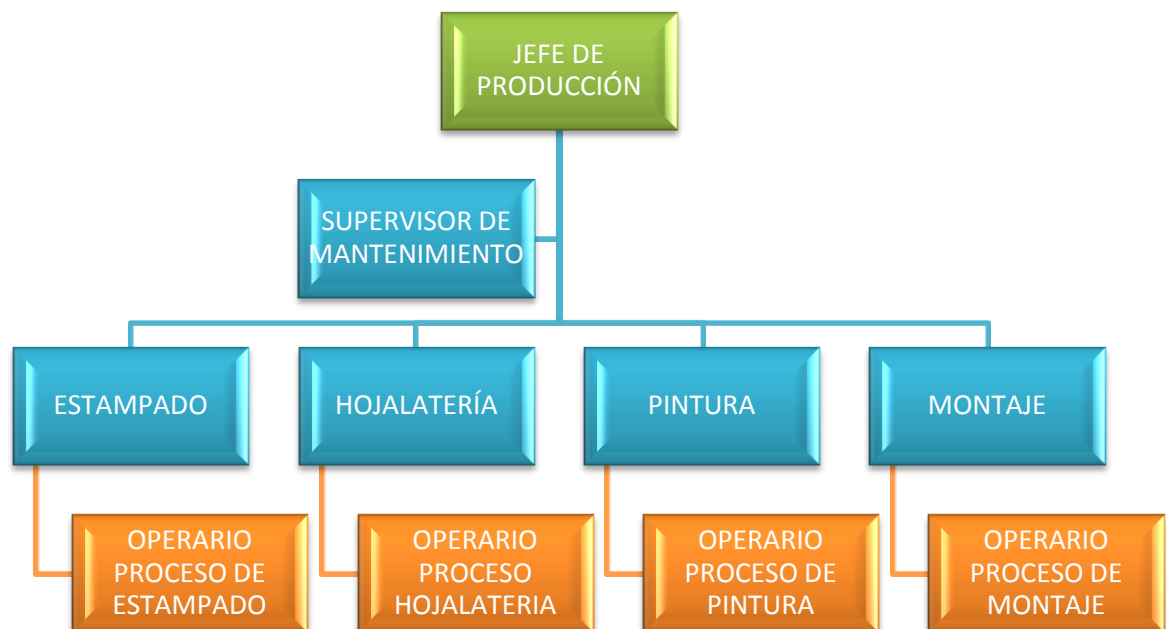 JEFE DE
PRODUCCIÓN
SUPERVISOR DE
MANTENIMIENTO
ESTAMPADO
HOJALATERÍA
PINTURA
MONTAJE
OPERARIO
PROCESO DE
ESTAMPADO
OPERARIO
PROCESO
HOJALATERIA
OPERARIO
PROCESO DE
PINTURA
OPERARIO
PROCESO DE
MONTAJE